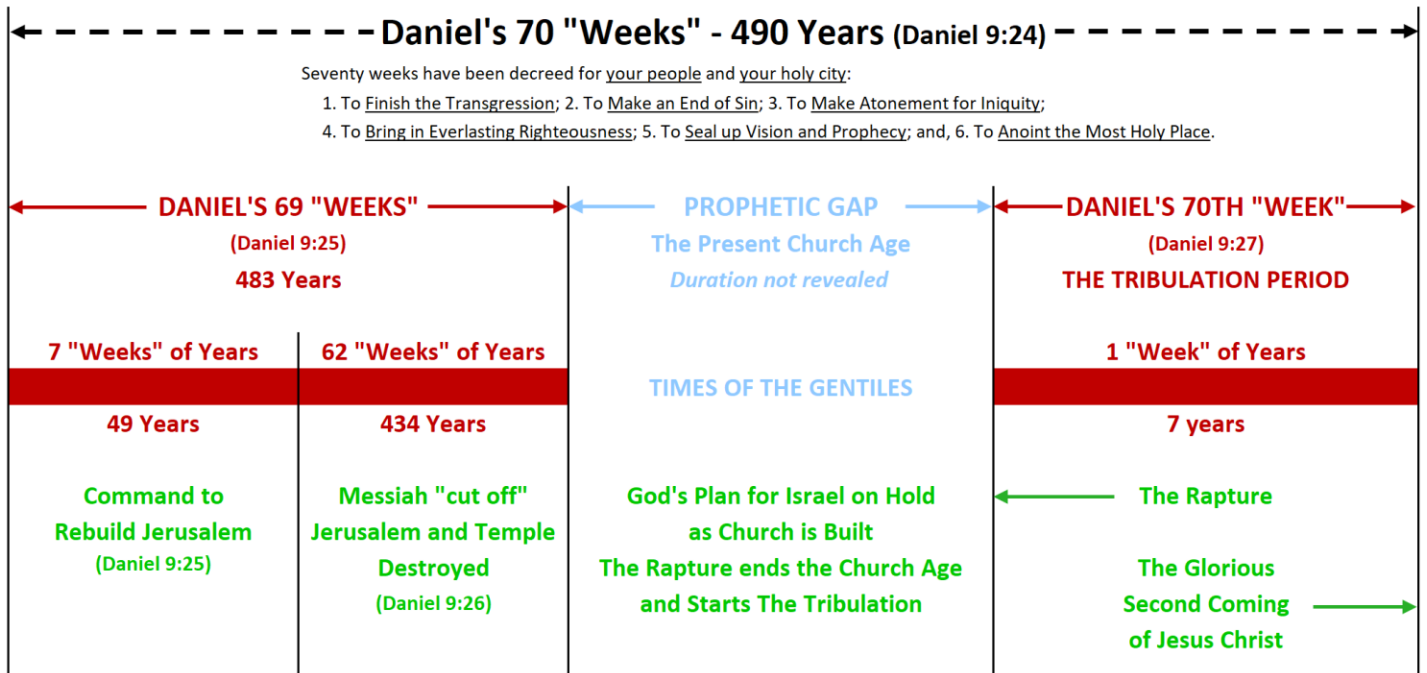 Daniel's 70 "Weeks" - 490 Years (Daniel 9:24)
Seventy weeks have been decreed for your people and your holy city:
1. To Finish the Transgression; 2. To Make an End of Sin; 3. To Make Atonement for Iniquity;
4. To Bring in Everlasting Righteousness; 5. To Seal up Vision and Prophecy; and, 6. To Anoint the Most Holy Place.
DANIEL'S 69 "WEEKS"
(Daniel 9:25)
483 Years
PROPHETIC GAP
The Present Church Age
Duration not revealed
DANIEL'S 70TH "WEEK"
(Daniel 9:27)
THE TRIBULATION PERIOD
7 "Weeks" of Years
49 Years
62 "Weeks" of Years
434 Years
TIMES OF THE GENTILES
1 "Week" of Years
7 years
Command to
Rebuild Jerusalem
(Daniel 9:25)
Messiah "cut off"
Jerusalem and Temple
Destroyed
(Daniel 9:26)
God's Plan for Israel on Hold
as Church is Built
The Rapture ends the Church Age
and Starts The Tribulation
The Rapture
The Glorious
Second Coming
of Jesus Christ